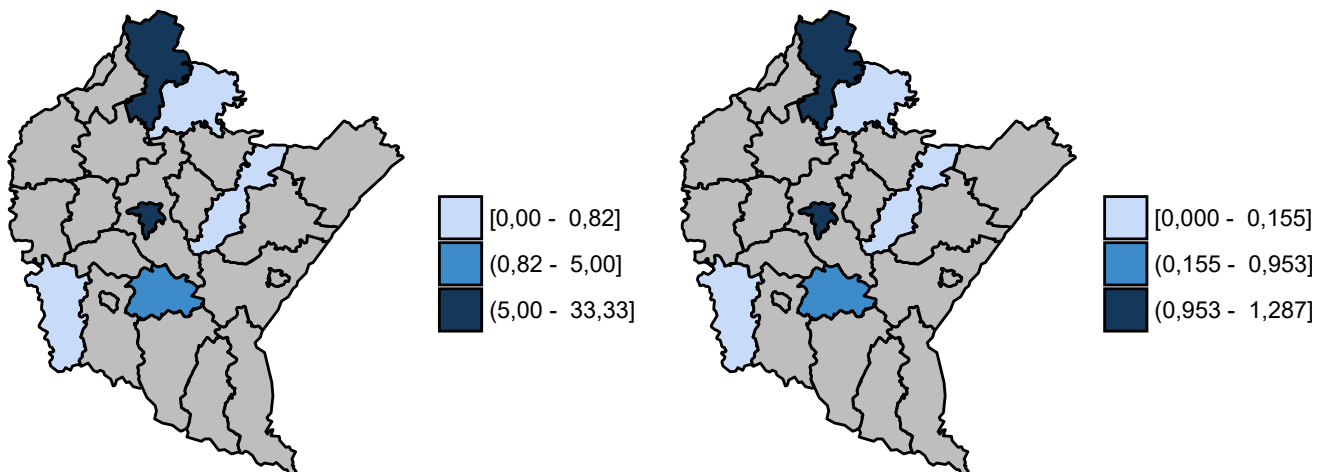 [0,00 - 0,82]
(0,82 - 5,00]
(5,00 - 33,33]
[0,000 - 0,155]
(0,155 - 0,953]
(0,953 - 1,287]